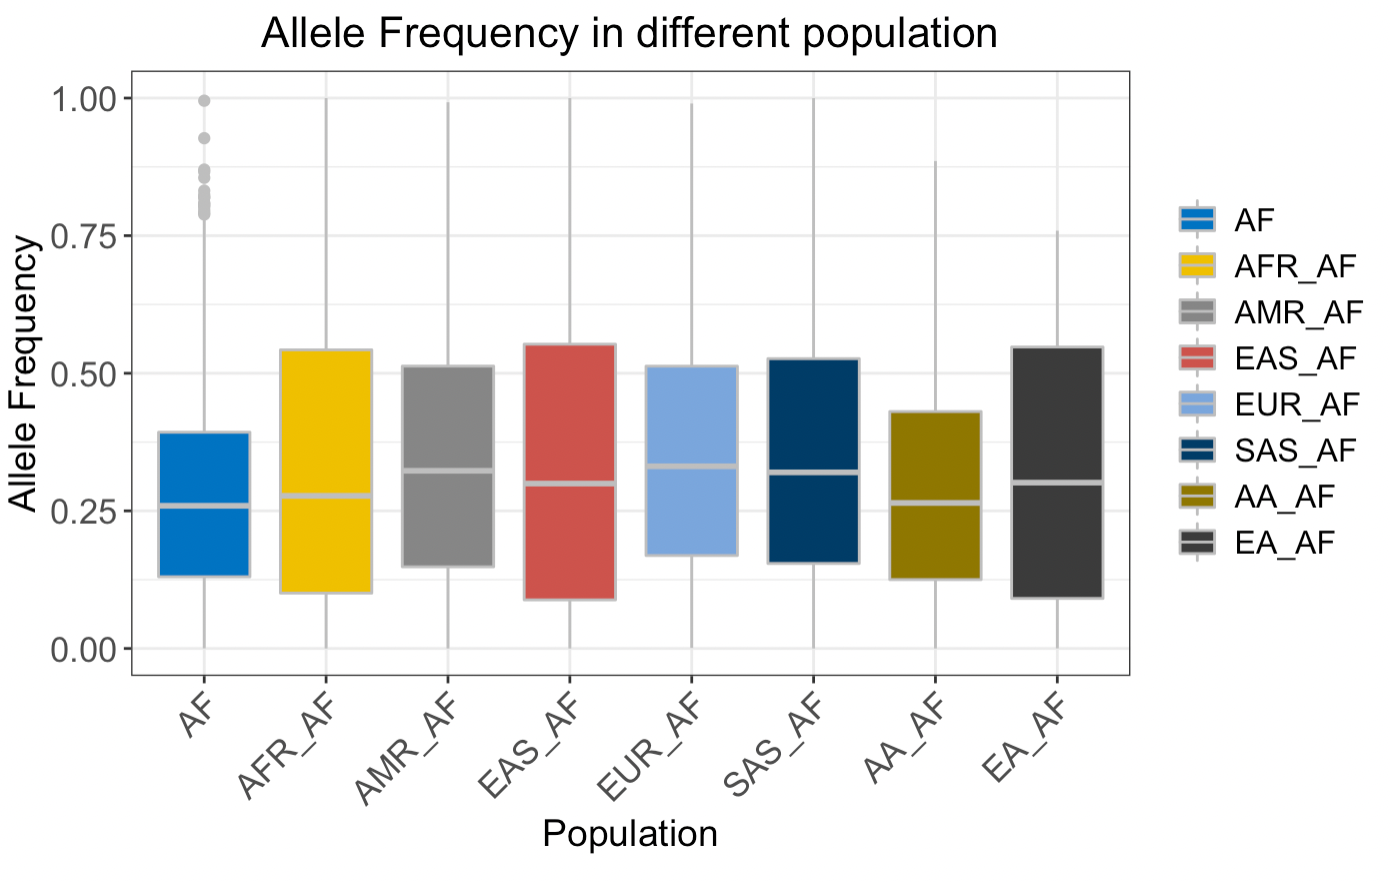 Allele Frequency in different population
Allele Frequency
1.00
0.75
0.50
0.25
0.00
AF
AFR_AF
AMR_AF
EAS_AF
EUR_AF
SAS_AF
AA_AF
EA_AF
Population
AF
AFR_AF
AMR_AF
EAS_AF
EUR_AF
SAS_AF
AA_AF
EA_AF